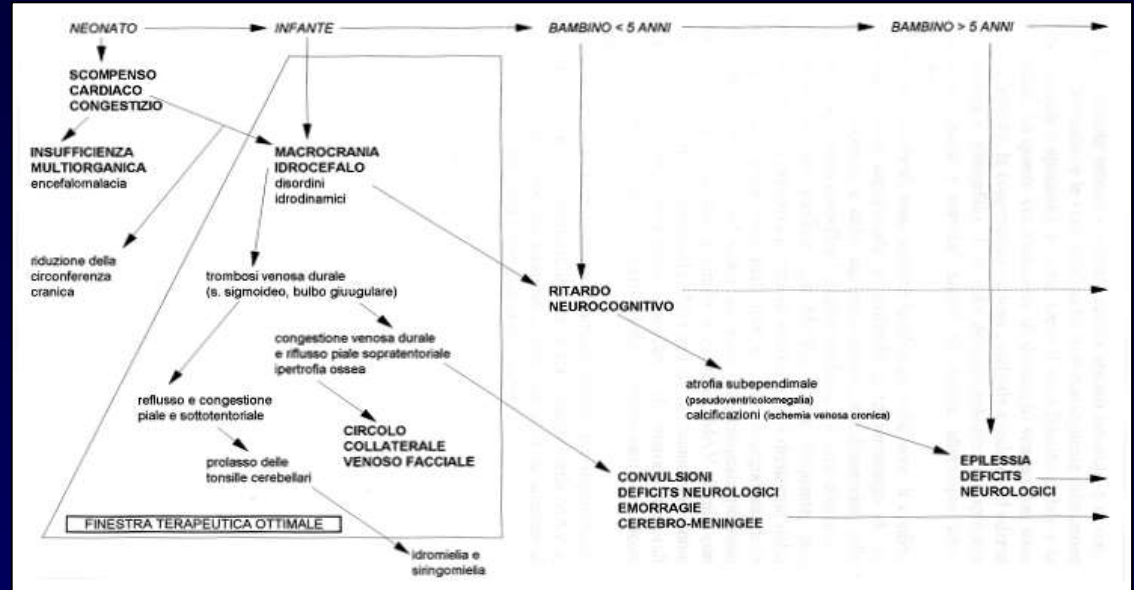 NEONATO
INFANTE
BAMBINO < 5 ANNI
BAMBINO > 5 ANNI
SCOMPENSO
CARDIACO
CONGESTIZIO
INSUFFICIENZA
MULTIORGANICA
encefalomalacia
MACROCRANIA
IDROCEFALO
disordini
idrodinamici
riduzione della
circonferenza
cranica
trombosi venosa durale
(s. sigmoideo, bulbo giuugulare)
RITARDO
NEUROCOGNITIVO
congestione venosa durale
e riflusso piale sopratentoriale
ipertrofia ossea
atrofia subependimale
(pseudoventricolomegalia)
calcificazioni (ischemia venosa cronica)
reflusso e congestione
piale e sottotentoriale
CIRCOLO
COLLATERALE
VENOSO FACCIALE
prolasso delle
tonsille cerebellari
EPILESSIA
DEFICITS
NEUROLOGICI
CONVULSIONI
DEFICITS NEUROLOGICI
EMORRAGIE
CEREBRO-MENINGEE
FINESTRA TERAPEUTICA OTTIMALE
idromielia e
siringomiella